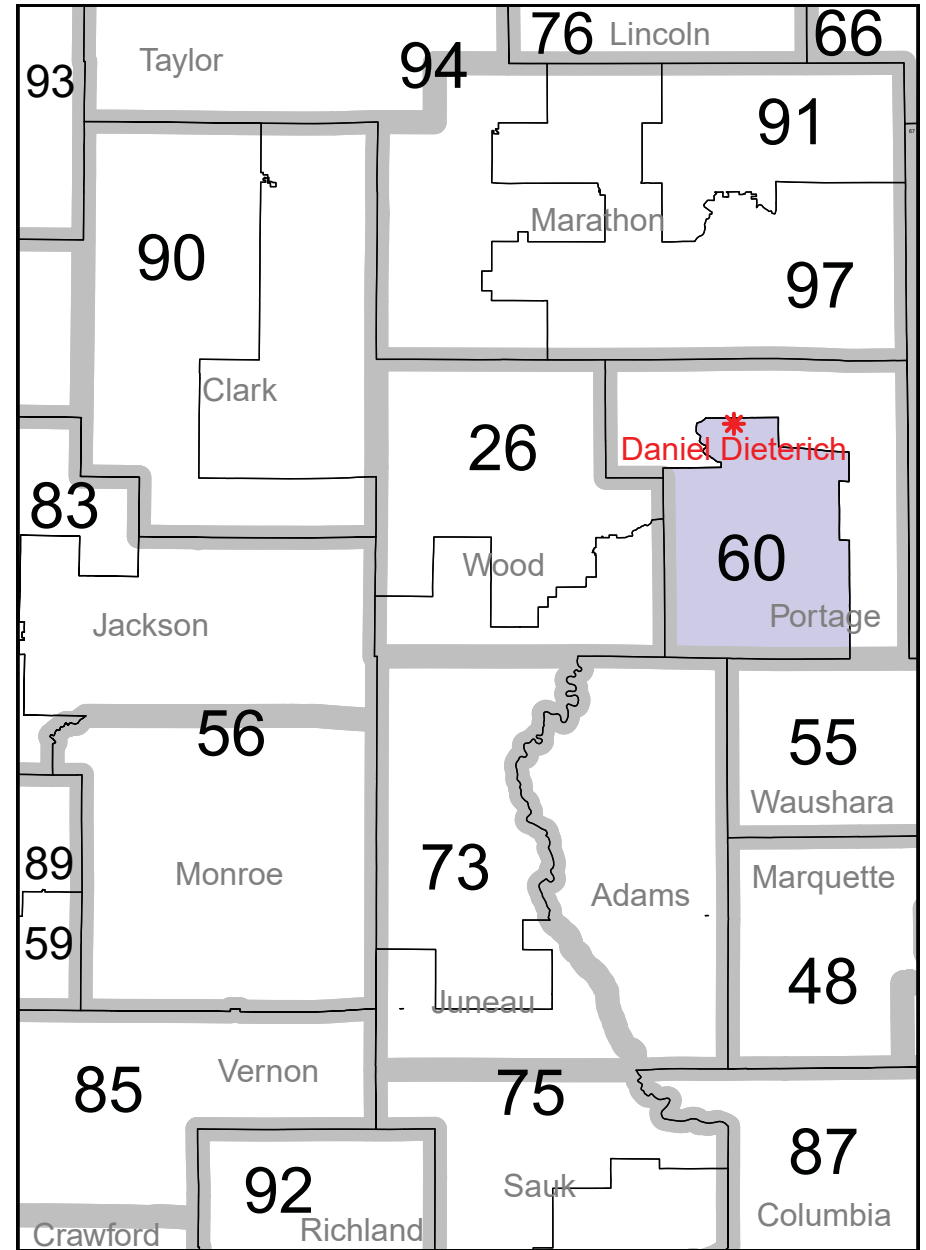 76 Lincoln 66
Taylor 94
93
91
67
Marathon
90
97
Clark
26
Daniel Dieterich
83
60
Wood
Portage
Jackson
56
55
Waushara
89
73
Monroe
Marquette
Adams
59
48
Juneau
Vernon
85
75
87
92
Sauk
Columbia
Richland
Crawford